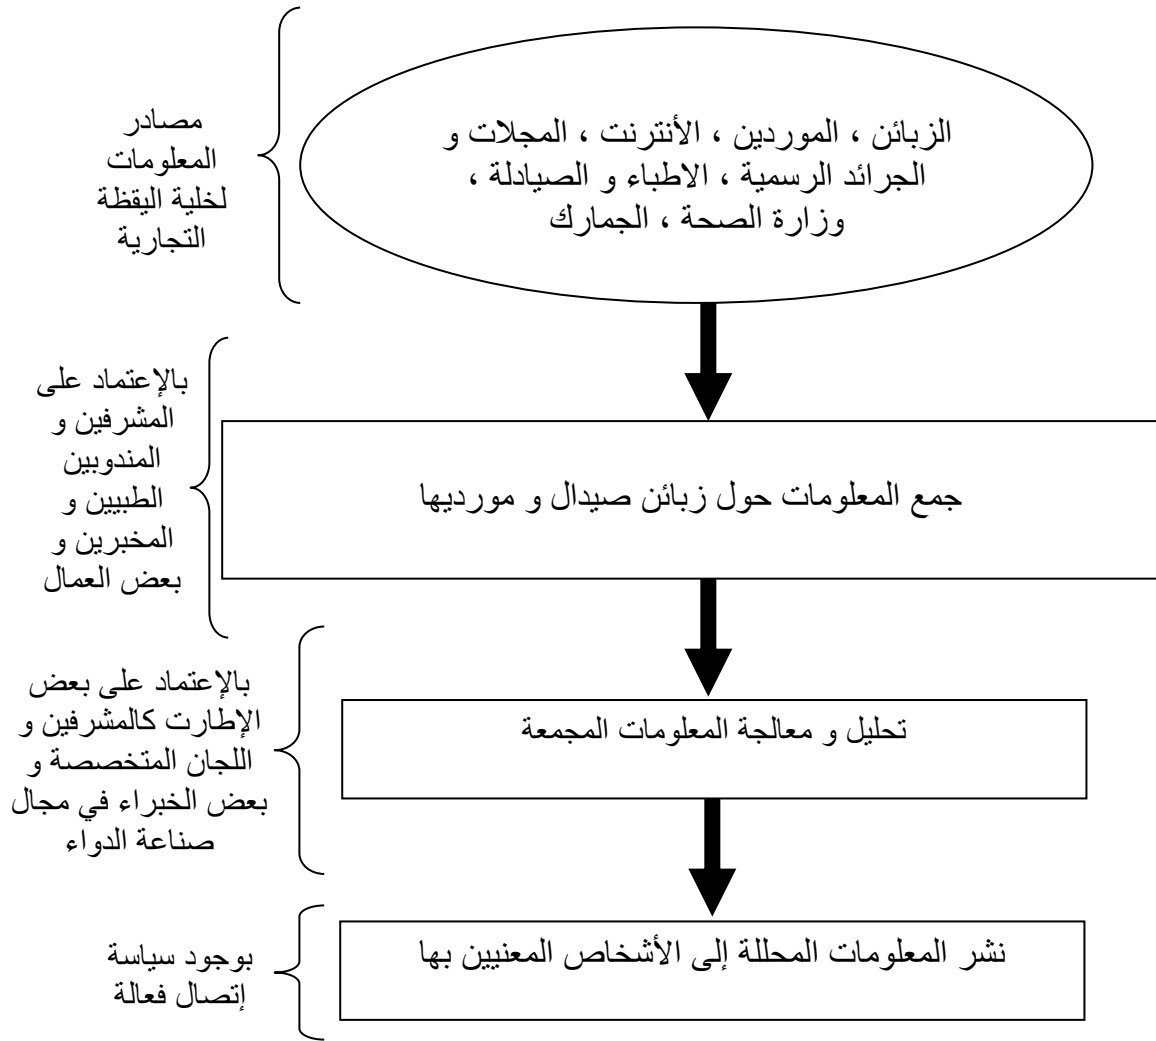 الزبائن ، الموردين ، الأنترنت ، المجلات و
الجرائد الرسمية ، الاطباء و الصيادلة ،
وزارة الصحة ، الجمارك
مصادر
المعلومات
لخلية اليقظة
التجارية
جمع المعلومات حول زبائن صيدال و مورديها
بالإعتماد على
المشرفين و
المندوبين
الطبيين و
المخبرين و
بعض العمال
تحليل و معالجة المعلومات المجمعة
بالإعتماد على بعض
الإطارت كالمشرفين و
اللجان المتخصصة و
بعض الخبراء في مجال
صناعة الدواء
نشر المعلومات المحللة إلى الأشخاص المعنيين بها
بوجود سياسة
إتصال فعالة